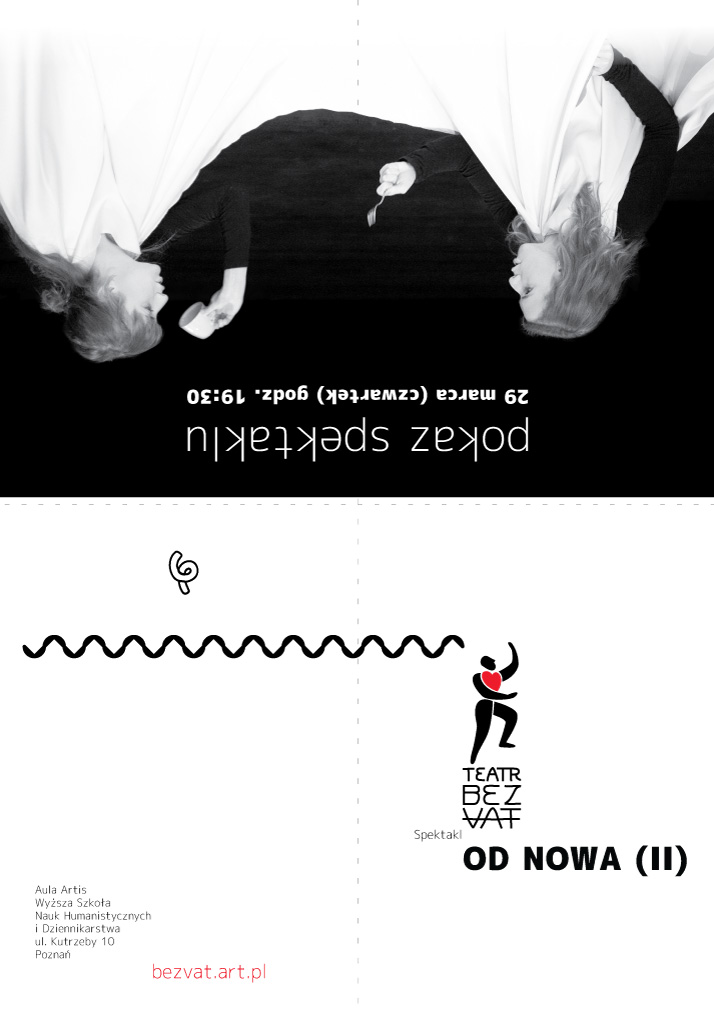 pokaz spektaklu
29 marca (czwartek) godz. 19:30
TEATR
BEZ
VAT
Spektakl
OD NOWA (II)
Aula Artis
Wyższa Szkoła
Nauk Humanistycznych
i Dziennikarstwa
ul. Kutrzeby 10
Poznań
bezvat.art.pl